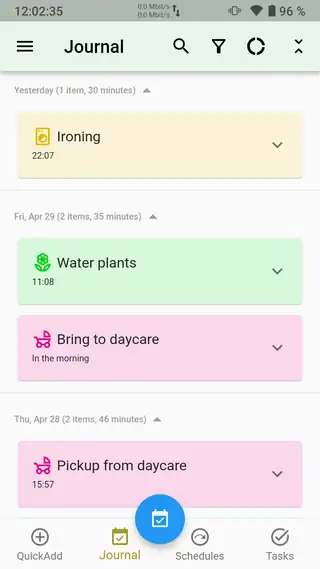 12:02:35
0,0 Mbit/s
0,0 Mbit/s
96 %
Journal
Yesterday (1 item, 30 minutes)
Ironing
22:07
Fri, Apr 29 (2 items, 35 minutes)
Water plants
11:08
Bring to daycare
In the morning
Thu, Apr 28 (2 items, 46 minutes)
Pickup from daycare
15:57
QuickAdd
Journal
Schedules
Tasks